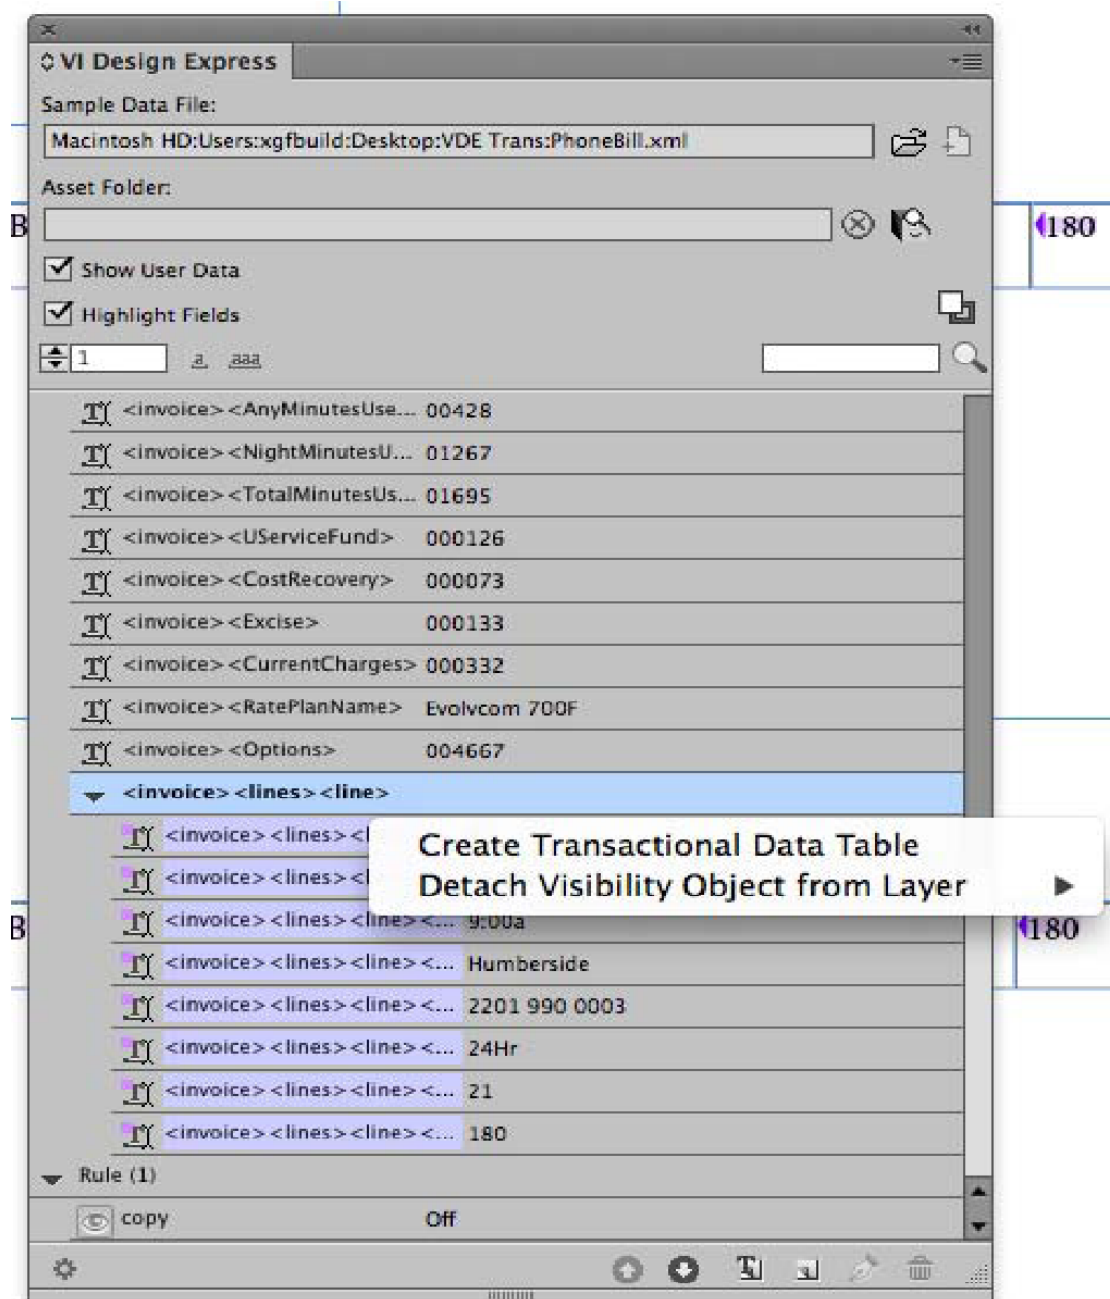 VI Design Express
Sample Data File:
Macintosh HD:Users:xgfbuild:Desktop:VDE Trans:PhoneBill.xml
Asset Folder:
B
180
Show User Data
Highlight Fields
1 a aaa
<invoice><AnyMinutesUse... 00428
<invoice><NightMinutesU... 01267
<invoice><TotalMinutesUs... 01695
<invoice><UServiceFund> 000126
<invoice><CostRecovery> 000073
<invoice><Excise> 000133
<invoice><CurrentCharges> 000332
<invoice><RatePlanName> Evolvcom 700F
<invoice><Options> 004667
<invoice><lines><line>
<invoice><lines><l
Create Transactional Data Table
<invoice><lines><l
Detach Visibility Object from Layer
<invoice><lines><line><... 9:00a
B
180
<invoice><lines><line><... Humberside
<invoice><lines><line><... 2201 990 0003
<invoice><lines><line><... 24Hr
<invoice><lines><line><... 21
<invoice><lines><line><... 180
Rule (1)
copy Off